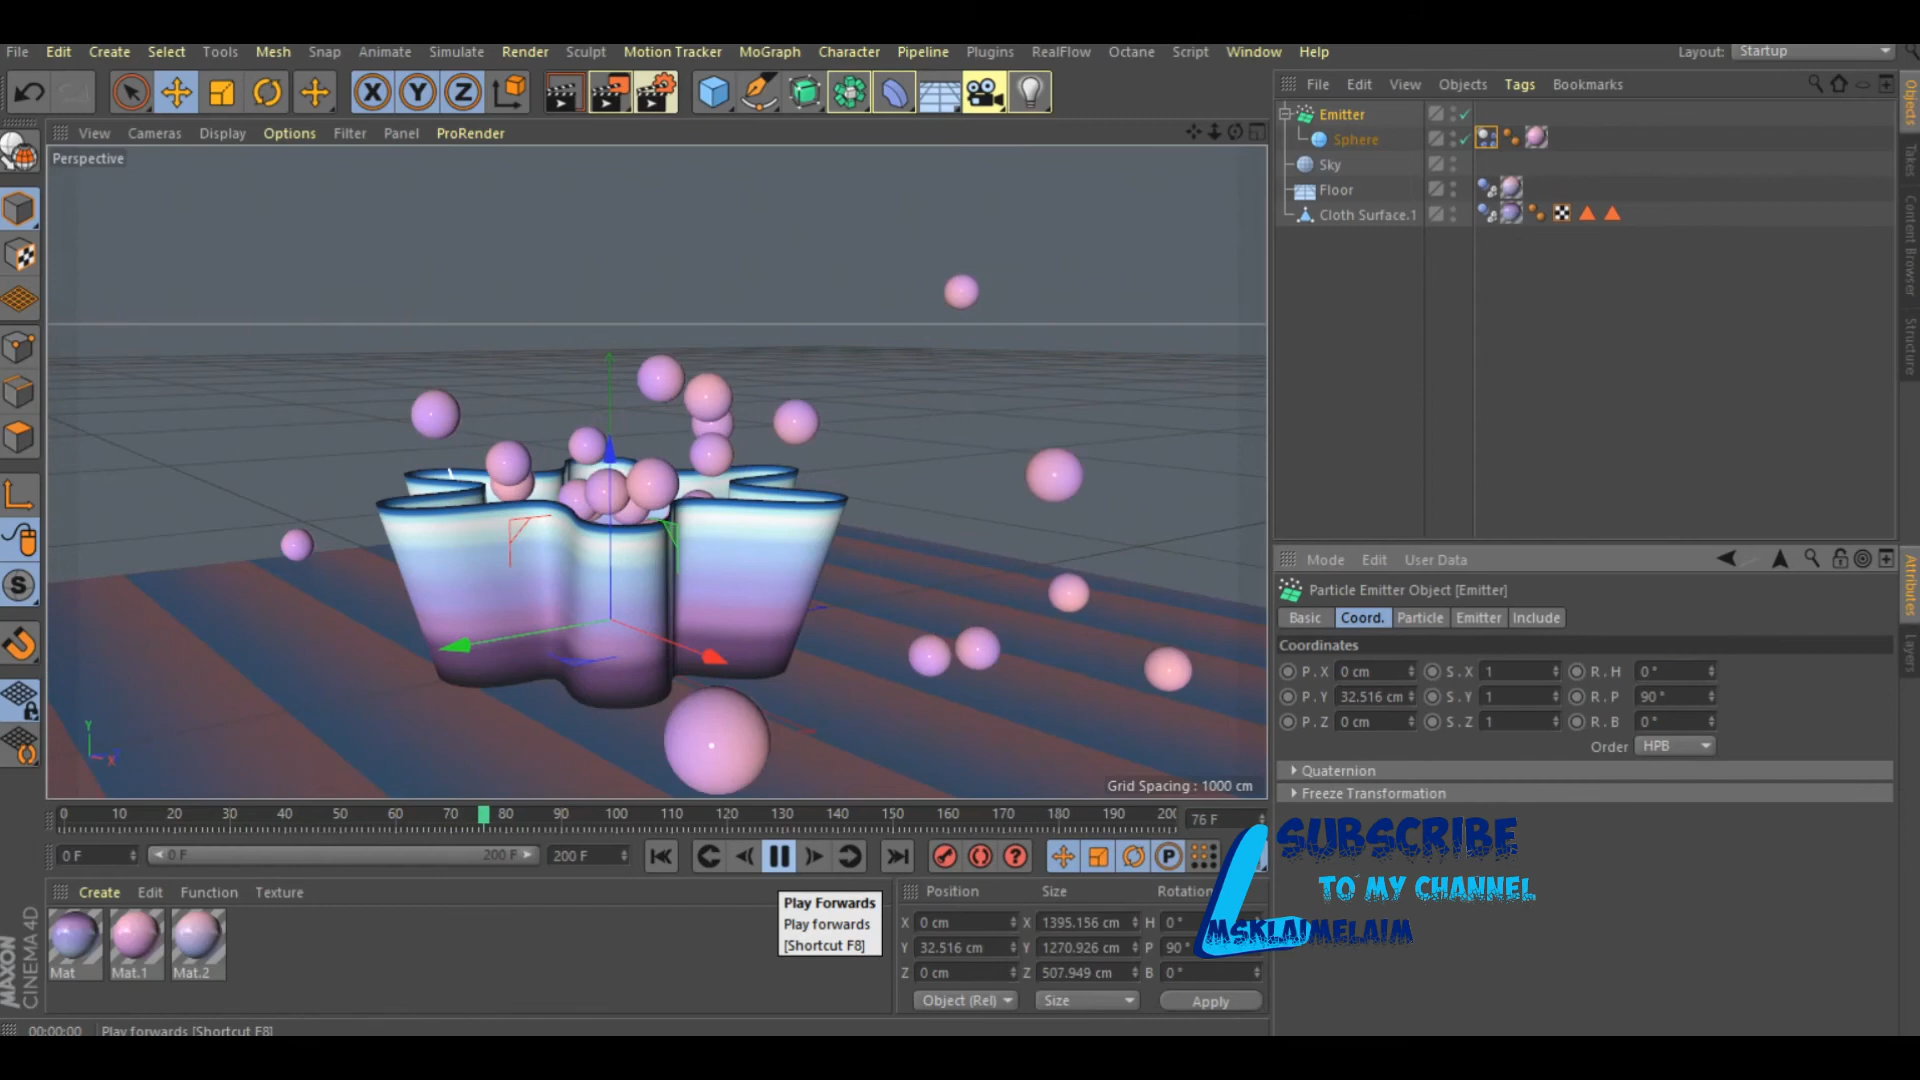 File Edit Create Select Tools Mesh Snap Animate Simulate Render Sculpt Motion Tracker MoGraph Character Pipeline Plugins RealFlow Octane Script Window Help Layout: Startup
File Edit View Objects Tags Bookmarks
Emitter
Sphere
Sky
Floor
Cloth Surface.1
Objects
Takes
Content Browser
Structure
View Cameras Display Options Filter Panel ProRender
Perspective
Y
X
Grid Spacing : 1000 cm
Mode Edit User Data
Particle Emitter Object [Emitter]
Basic Coord. Particle Emitter Include
Coordinates
P . X 0 cm S . X 1 R . H 0 °
P . Y 32.516 cm S . Y 1 R . P 90 °
P . Z 0 cm S . Z 1 R . B 0 °
Order HPB
Quaternion
Freeze Transformation
Attributes
Layers
0 10 20 30 40 50 60 70 80 90 100 110 120 130 140 150 160 170 180 190 200 76 F
0 F 0 F 200 F 200 F
Create Edit Function Texture
Mat Mat.1 Mat.2
Play Forwards
Play forwards
[Shortcut F8]
Position Size Rotation
X 0 cm X 1395.156 cm H 0 °
Y 32.516 cm Y 1270.926 cm P 90 °
Z 0 cm Z 507.949 cm B 0 °
Object (Rel) Size Apply
SUBSCRIBE
TO MY CHANNEL
MSKLAIMELAIM
MAXON
CINEMA 4D
00:00:00 Play forwards [Shortcut F8]